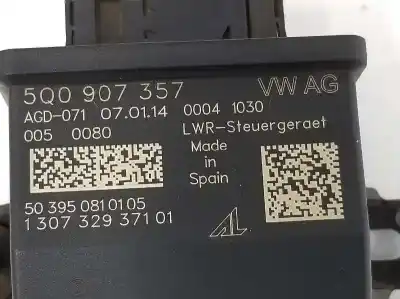 5Q0 907 357 VW AG
AGD-071 07.01.14 0004 1030
005 0080 LWR-Steuergeraet
Made
in
Spain
50 395 081 01 05
1 307 329 371 01